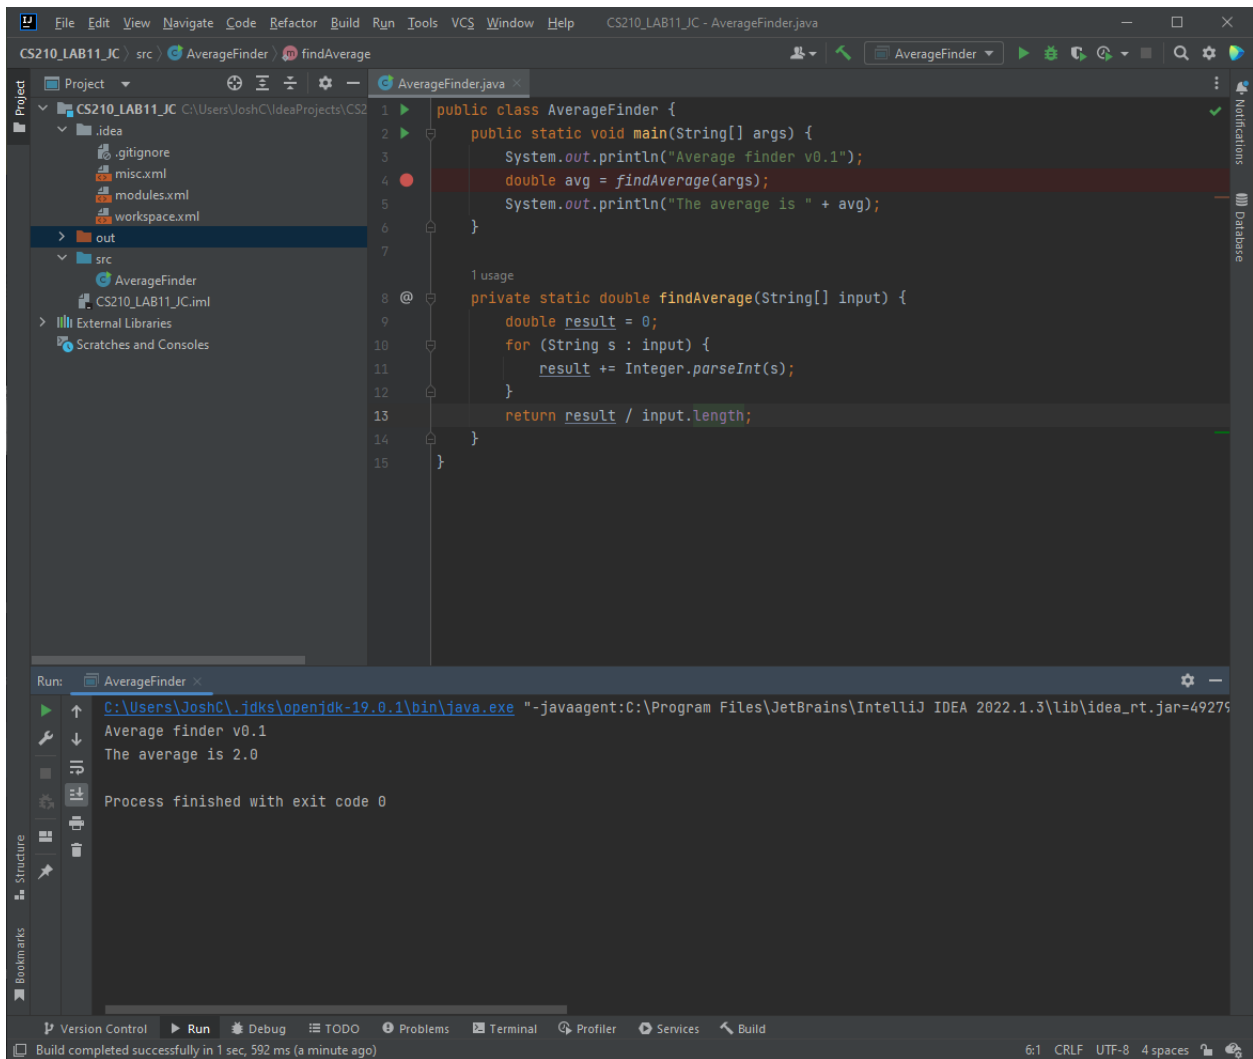 File Edit View Navigate Code Refactor Build Run Tools VCS Window Help CS210_LAB11_JC - AverageFinder.java
CS210_LAB11_JC src AverageFinder findAverage AverageFinder
Project
Project
AverageFinder.java
CS210_LAB11_JC C:\Users\JoshC\IdeaProjects\CS2
.idea
.gitignore
misc.xml
modules.xml
workspace.xml
out
src
AverageFinder
CS210_LAB11_JC.iml
External Libraries
Scratches and Consoles
1 public class AverageFinder {
2 public static void main(String[] args) {
3 System.out.println("Average finder v0.1");
4 double avg = findAverage(args);
5 System.out.println("The average is " + avg);
6 }
7
1 usage
8 @ private static double findAverage(String[] input) {
9 double result = 0;
10 for (String s : input) {
11 result += Integer.parseInt(s);
12 }
13 return result / input.length;
14 }
15 }
Notifications
Database
Run: AverageFinder
C:\Users\JoshC\.jdks\openjdk-19.0.1\bin\java.exe "-javaagent:C:\Program Files\JetBrains\IntelliJ IDEA 2022.1.3\lib\idea_rt.jar=49279
Average finder v0.1
The average is 2.0
Process finished with exit code 0
Structure
Bookmarks
Version Control Run Debug TODO Problems Terminal Profiler Services Build
Build completed successfully in 1 sec, 592 ms (a minute ago) 6:1 CRLF UTF-8 4 spaces